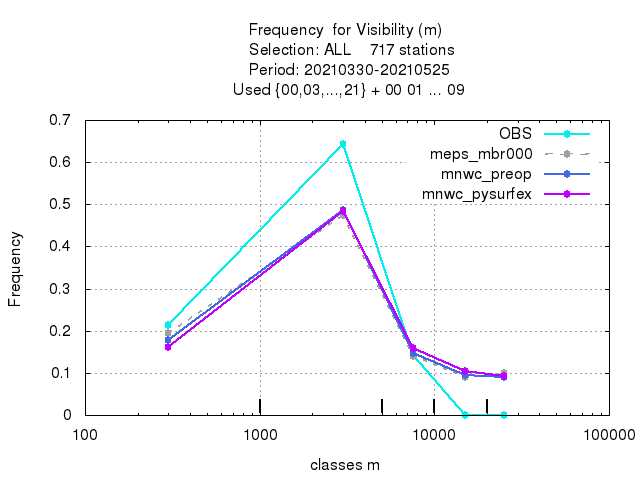 Frequency  for Visibility (m)
Selection: ALL    717 stations
Period: 20210330-20210525
Used {00,03,...,21} + 00 01 ... 09
0.7
0.6
0.5
0.4
0.3
0.2
0.1
0
Frequency
OBS
meps_mbr000
mnwc_preop
mnwc_pysurfex
100
1000
10000
100000
classes m